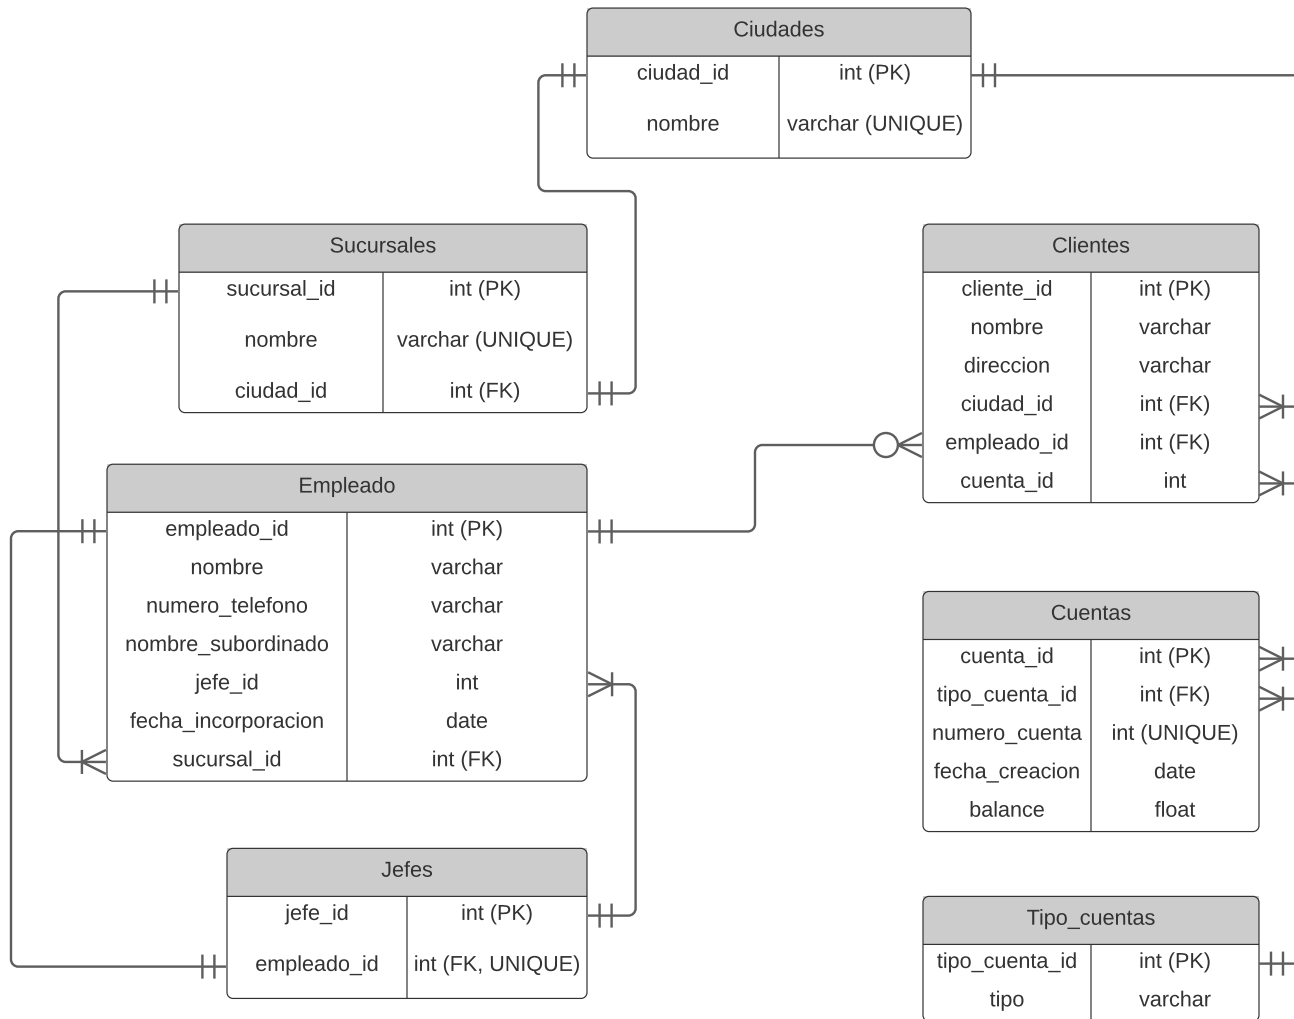 Ciudades
ciudad_id int (PK)
nombre varchar (UNIQUE)
Sucursales
sucursal_id int (PK)
nombre varchar (UNIQUE)
ciudad_id int (FK)
Clientes
cliente_id int (PK)
nombre varchar
direccion varchar
ciudad_id int (FK)
empleado_id int (FK)
cuenta_id int
Empleado
empleado_id int (PK)
nombre varchar
numero_telefono varchar
nombre_subordinado varchar
jefe_id int
fecha_incorporacion date
sucursal_id int (FK)
Cuentas
cuenta_id int (PK)
tipo_cuenta_id int (FK)
numero_cuenta int (UNIQUE)
fecha_creacion date
balance float
Jefes
jefe_id int (PK)
empleado_id int (FK, UNIQUE)
Tipo_cuentas
tipo_cuenta_id int (PK)
tipo varchar